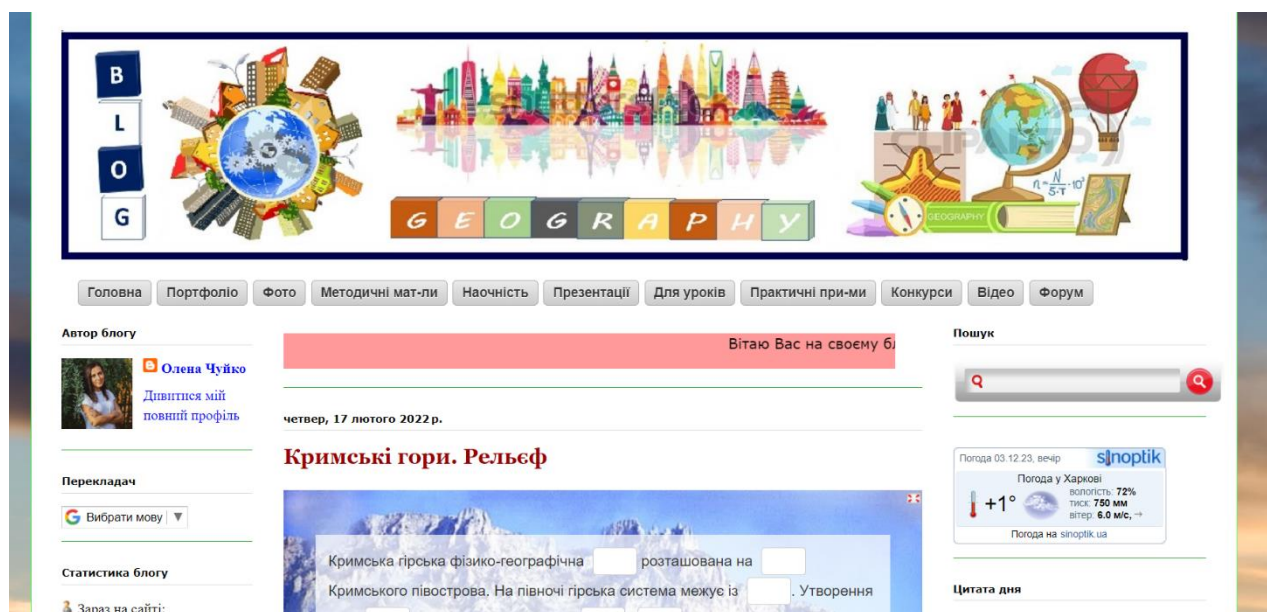 B
L
O
G
GEOGRAPHY
GEOGRAPHY
Головна Портфоліо Фото Методичні мат-ли Наочність Презентації Для уроків Практичні при-ми Конкурси Відео Форум
Автор блогу
Олена Чуйко
Дивитися мій
повний профіль
Перекладач
Вибрати мову
Статистика блогу
Зараз на сайті:
Вітаю Вас на своєму
четвер, 17 лютого 2022 р.
Кримські гори. Рельєф
Кримська гірська фізико-географічна розташована на
Кримського півострова. На півночі гірська система межує із . Утворення
Пошук
Погода 03.12.23, вечір sinoptik
Погода у Харкові
+1°
вологість: 72%
тиск: 750 мм
вітер: 6.0 м/с, →
Погода на sinoptik.ua
Цитата дня